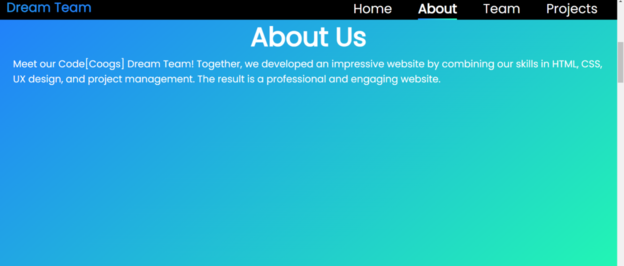 Dream Team
Home About Team Projects
About Us
Meet our Code[Coogs] Dream Team! Together, we developed an impressive website by combining our skills in HTML, CSS,
UX design, and project management. The result is a professional and engaging website.